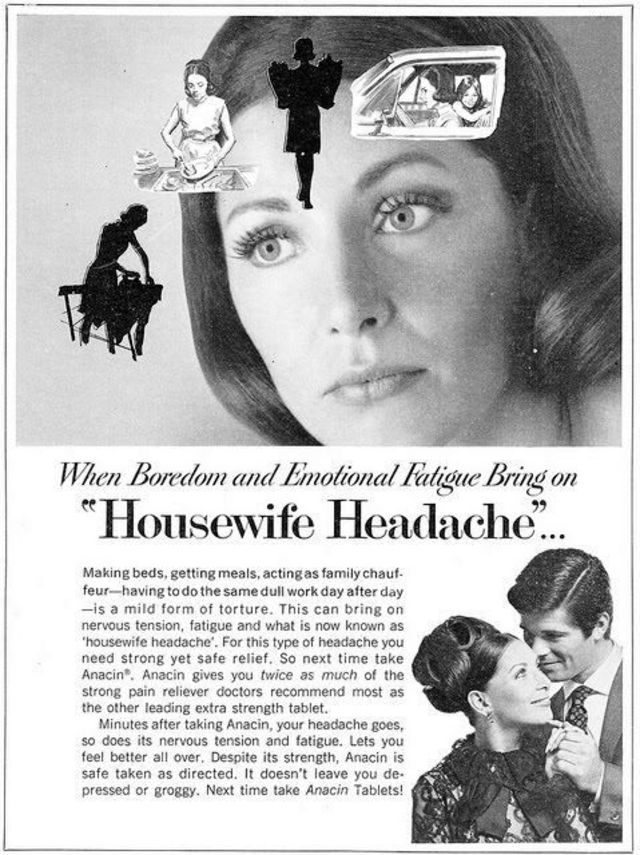 When Boredom and Emotional Fatigue Bring on
“Housewife Headache”...
Making beds, getting meals, acting as family chauf-
feur—having to do the same dull work day after day
—is a mild form of torture. This can bring on
nervous tension, fatigue and what is now known as
'housewife headache'. For this type of headache you
need strong yet safe relief. So next time take
Anacin®. Anacin gives you twice as much of the
strong pain reliever doctors recommend most as
the other leading extra strength tablet.
Minutes after taking Anacin, your headache goes,
so does its nervous tension and fatigue. Lets you
feel better all over. Despite its strength, Anacin is
safe taken as directed. It doesn't leave you de-
pressed or groggy. Next time take Anacin Tablets!